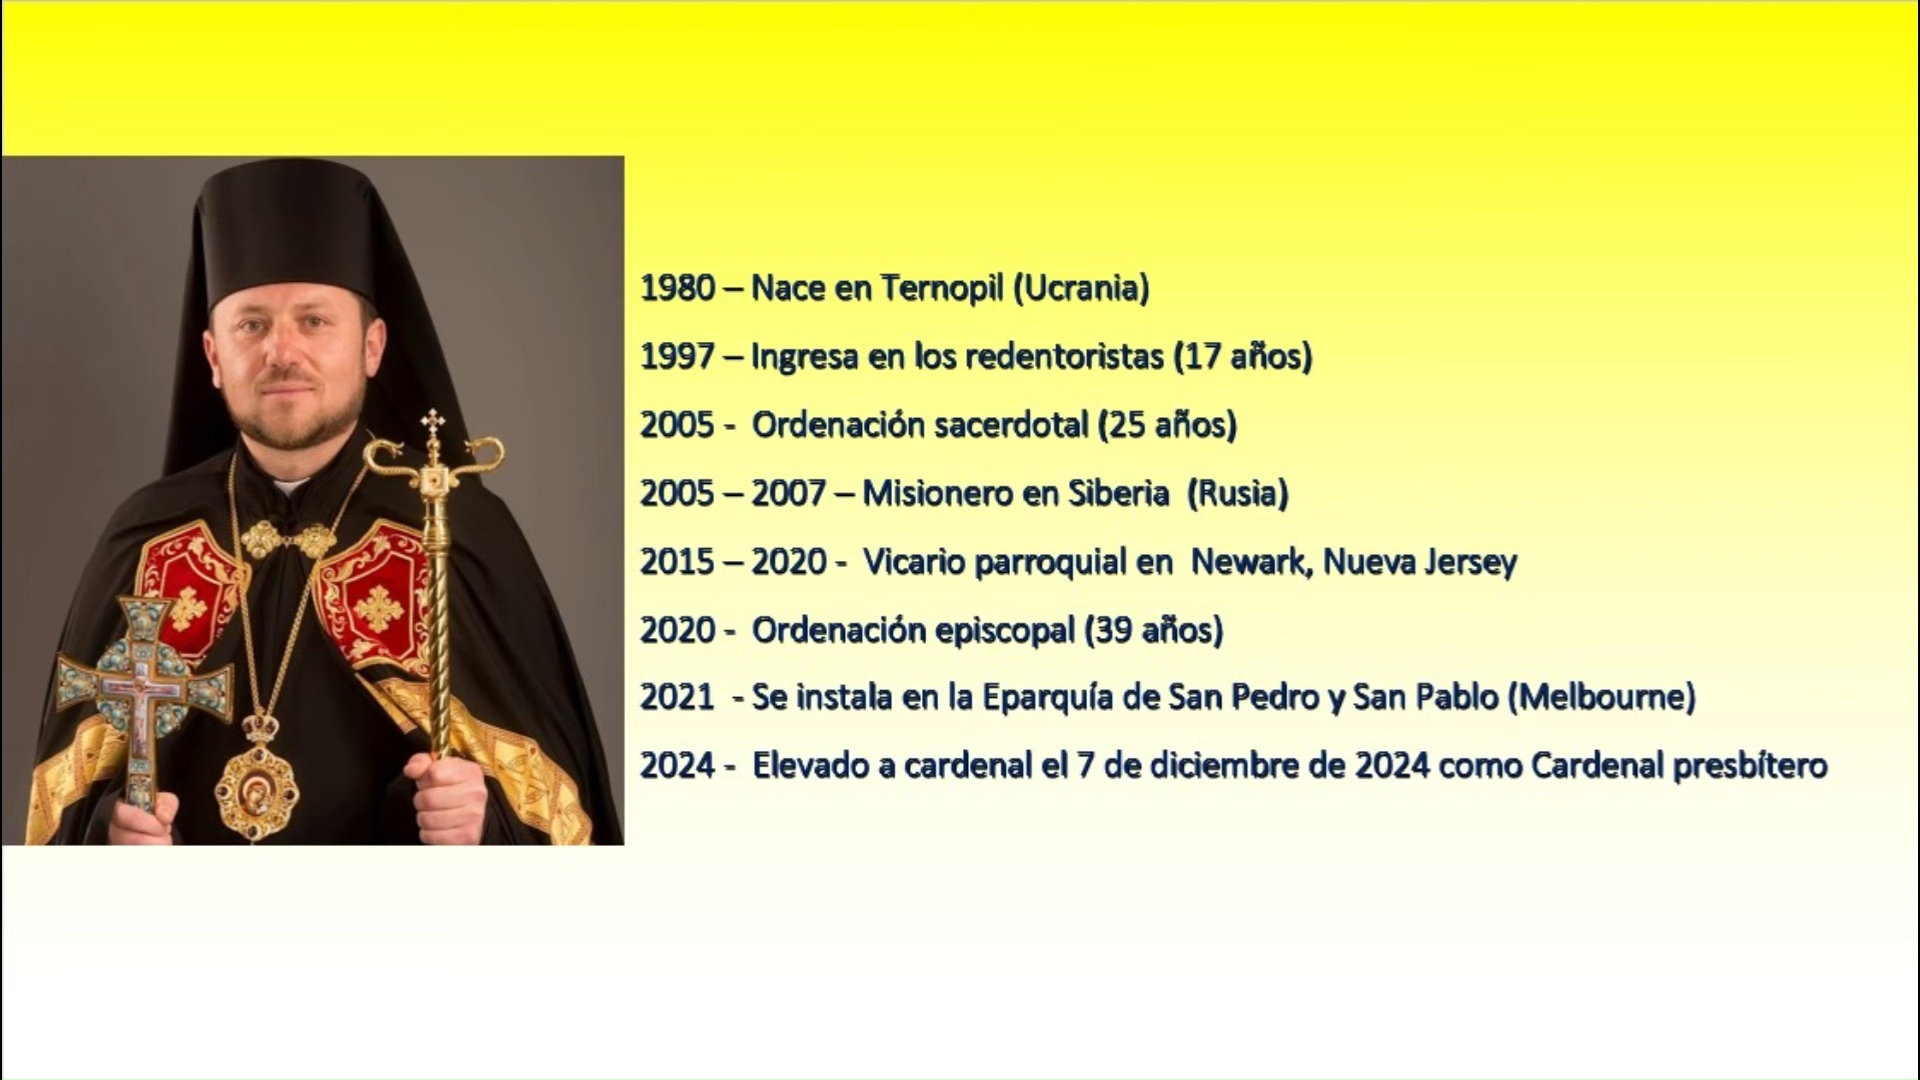 1980 – Nace en Ternopil (Ucrania)
1997 – Ingresa en los redentoristas (17 años)
2005 -  Ordenación sacerdotal (25 años)
2005 – 2007 – Misionero en Siberia  (Rusia)
2015 – 2020 -  Vicario parroquial en  Newark, Nueva Jersey
2020 -  Ordenación episcopal (39 años)
2021  - Se instala en la Eparquía de San Pedro y San Pablo (Melbourne)
2024 -  Elevado a cardenal el 7 de diciembre de 2024 como Cardenal presbítero